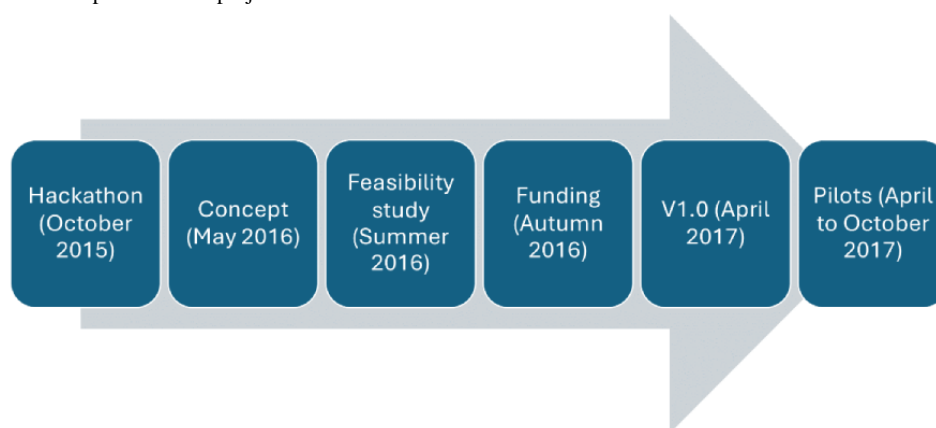 Hackathon
(October
2015)
Concept
(May 2016)
Feasibility
study
(Summer
2016)
Funding
(Autumn
2016)
V1.0 (April
2017)
Pilots (April
to October
2017)